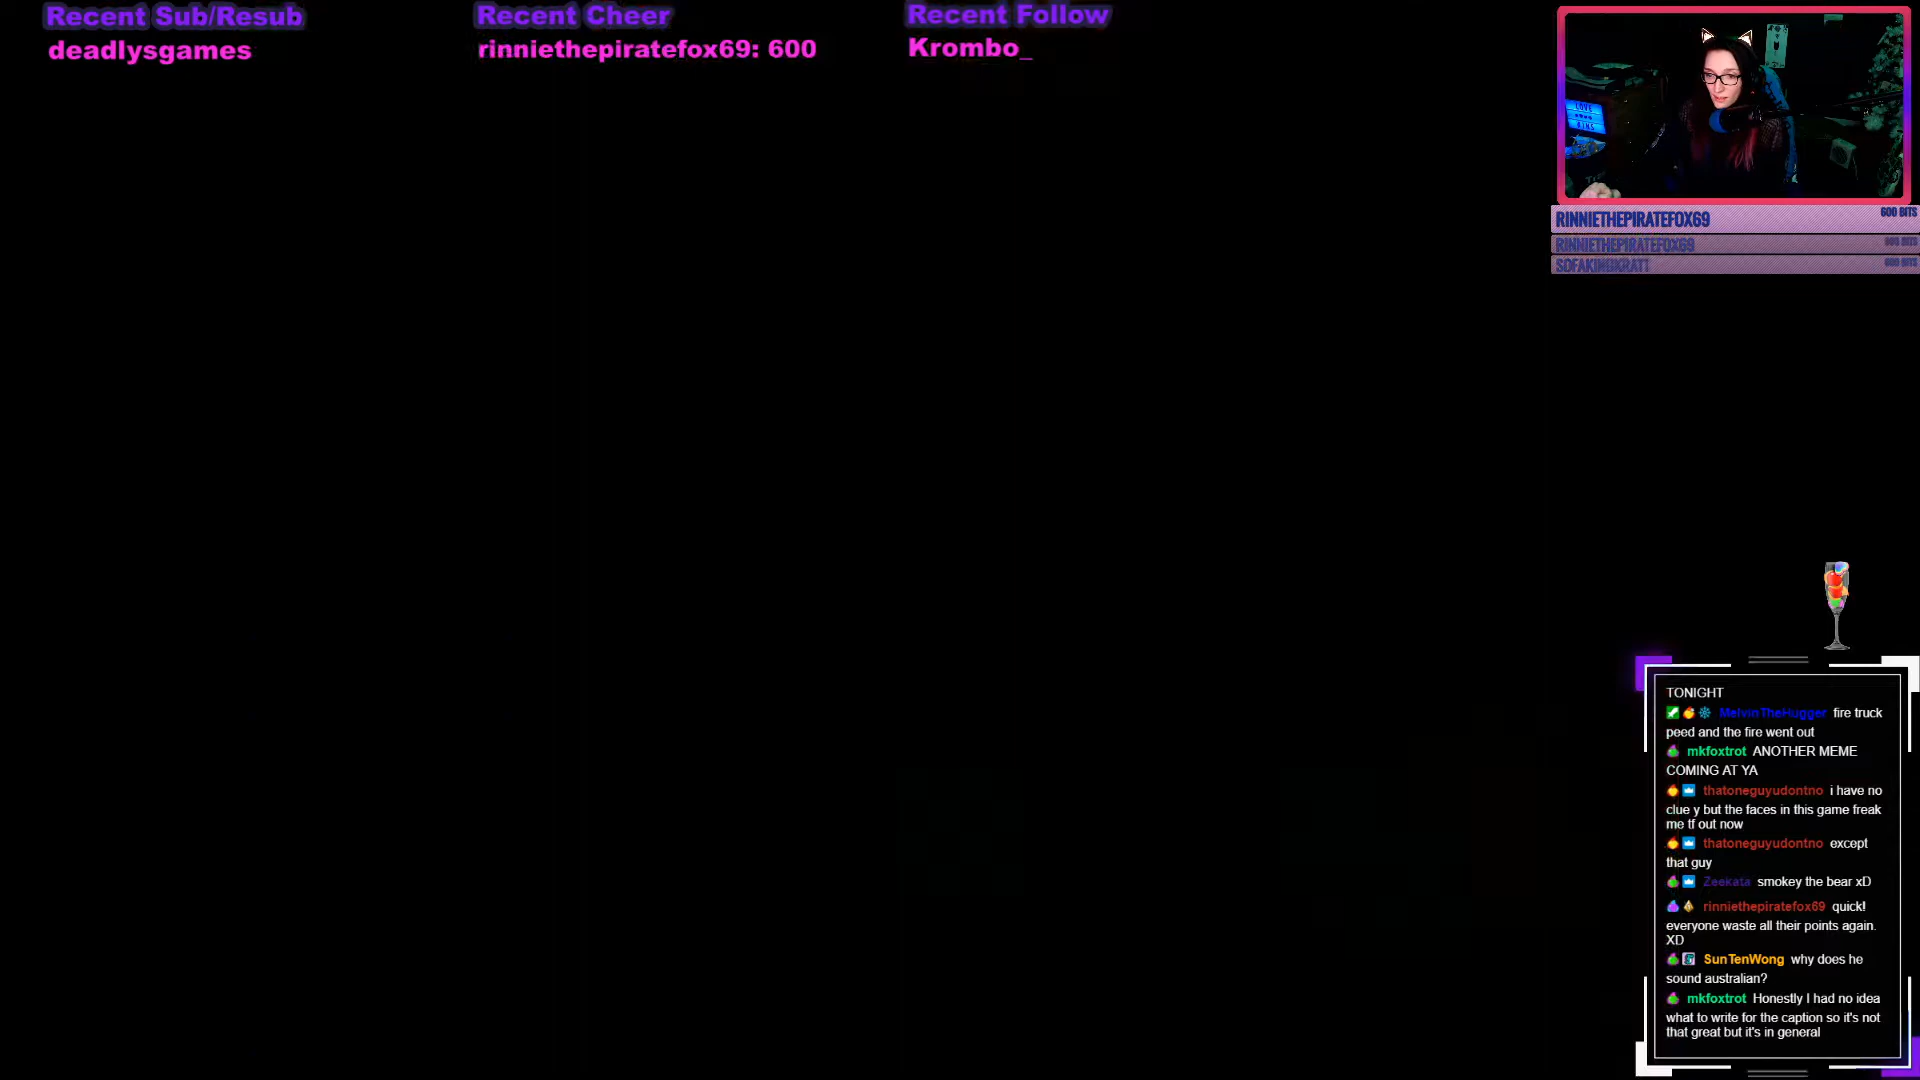 Recent Sub/Resub
deadlysgames
Recent Cheer
rinniethepiratefox69: 600
Recent Follow
Krombo_
LOVE
RINNIETHEPIRATEFOX69 600 BITS
RINNIETHEPIRATEFOX69
TONIGHT
MelvinTheHugger fire truck
peed and the fire went out
mkfoxtrot ANOTHER MEME
COMING AT YA
thatoneguyudontno i have no
clue y but the faces in this game freak
me tf out now
thatoneguyudontno except
that guy
Zeekata smokey the bear xD
rinniethepiratefox69 quick!
everyone waste all their points again.
XD
SunTenWong why does he
sound australian?
mkfoxtrot Honestly I had no idea
what to write for the caption so it's not
that great but it's in general